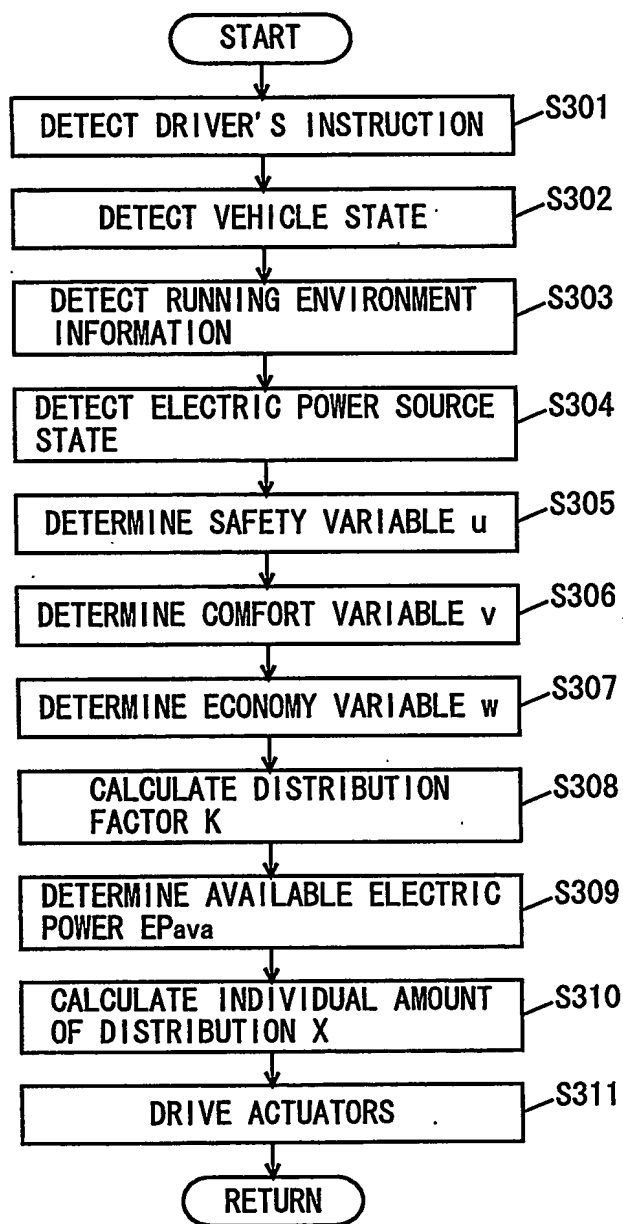 START
DETECT DRIVER'S INSTRUCTION
S301
DETECT VEHICLE STATE
S302
DETECT RUNNING ENVIRONMENT
INFORMATION
S303
DETECT ELECTRIC POWER SOURCE
STATE
S304
DETERMINE SAFETY VARIABLE u
S305
DETERMINE COMFORT VARIABLE v
S306
DETERMINE ECONOMY VARIABLE w
S307
CALCULATE DISTRIBUTION
FACTOR K
S308
DETERMINE AVAILABLE ELECTRIC
POWER EPava
S309
CALCULATE INDIVIDUAL AMOUNT
OF DISTRIBUTION X
S310
DRIVE ACTUATORS
S311
RETURN